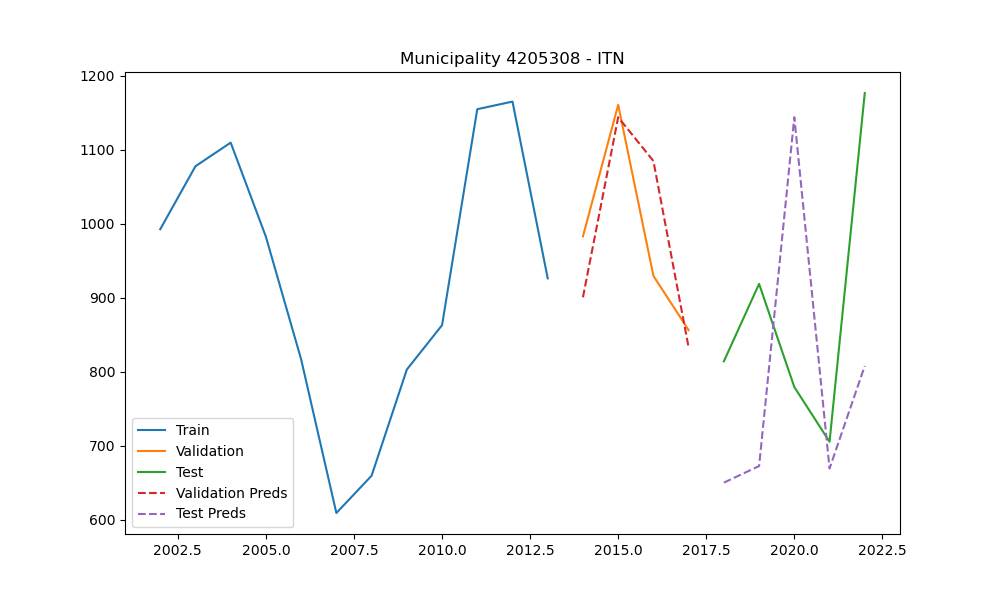 Municipality 4205308 - ITN
1200
1100
1000
900
800
700
600
Train
Validation
Test
Validation Preds
Test Preds
2002.5 2005.0 2007.5 2010.0 2012.5 2015.0 2017.5 2020.0 2022.5